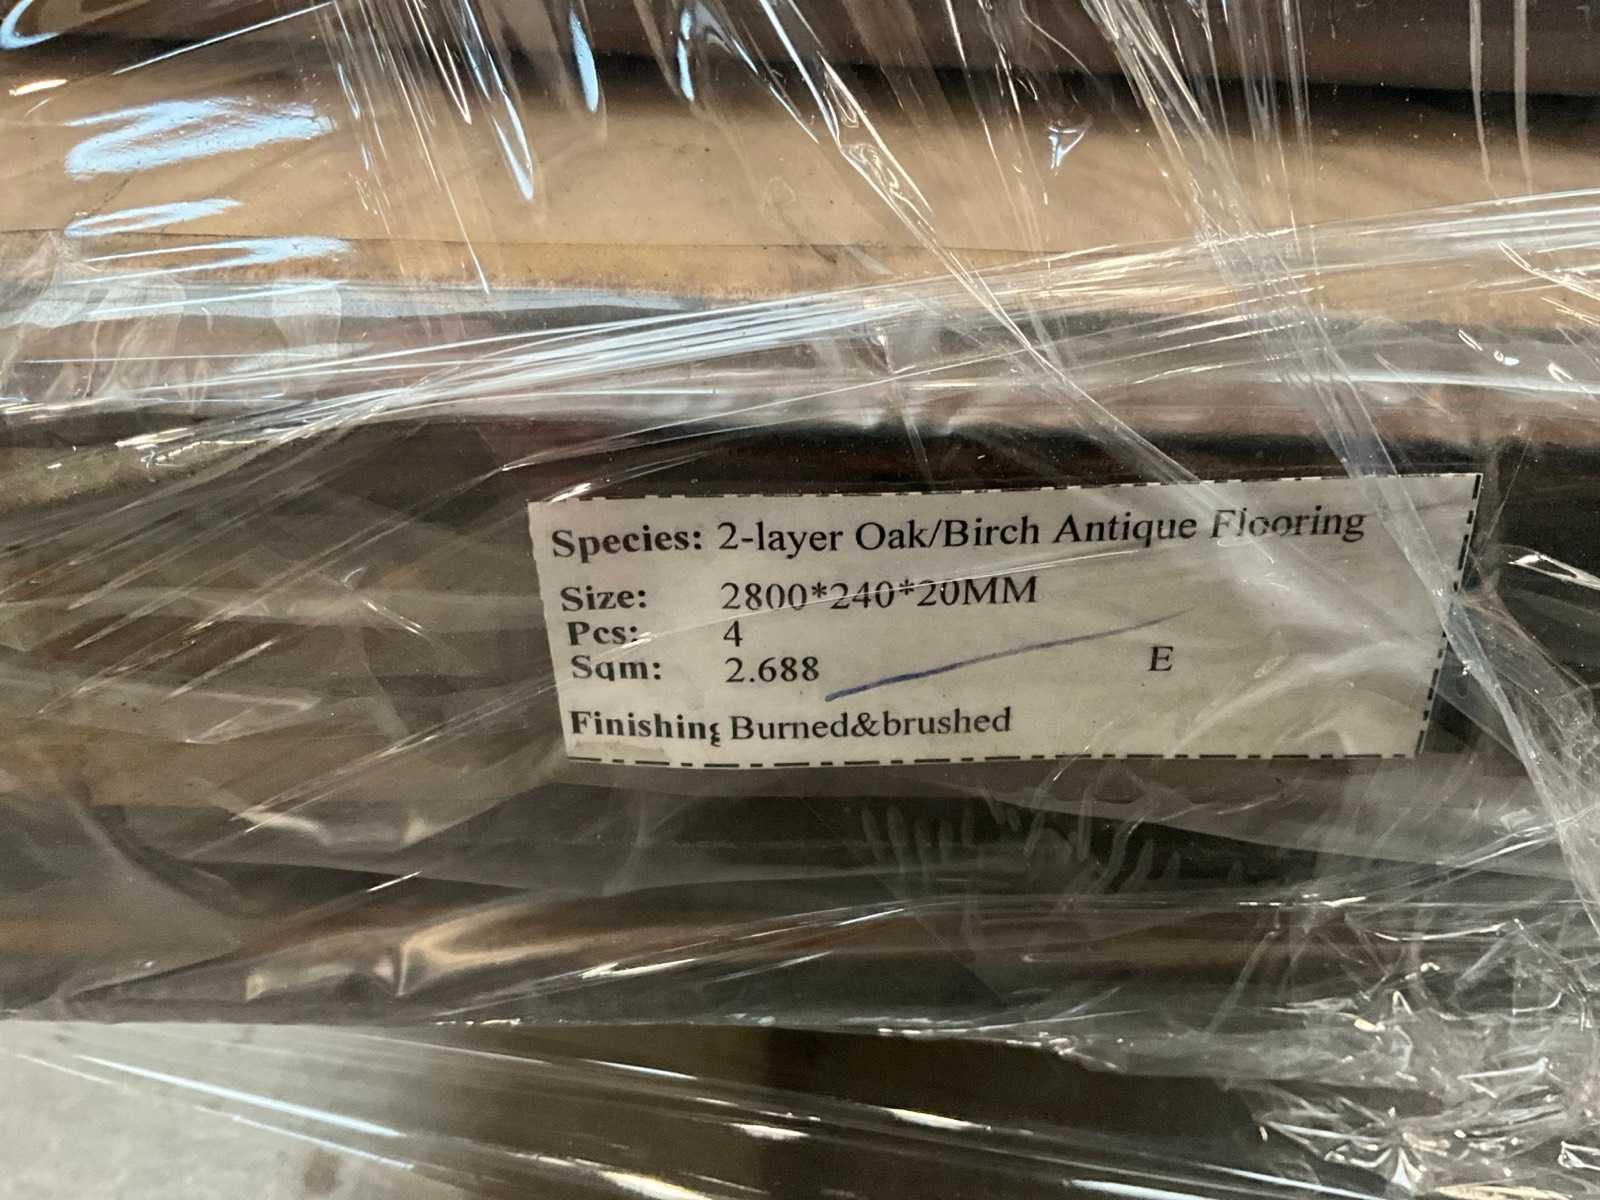 Species: 2-layer Oak/Birch Antique Flooring
Size: 2800*240*20MM
Pcs: 4
Sqm: 2.688 E
Finishing Burned&brushed